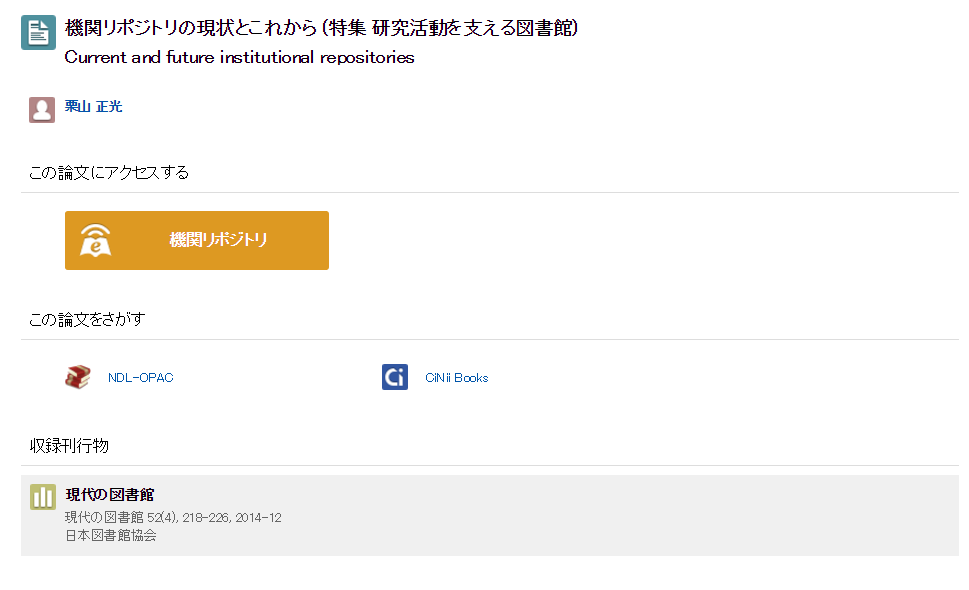 機関リポジトリの現状とこれから (特集 研究活動を支える図書館)
Current and future institutional repositories
栗山 正光
この論文にアクセスする
e 機関リポジトリ
この論文をさがす
NDL-OPAC
Ci CiNii Books
収録刊行物
現代の図書館
現代の図書館 52(4), 218-226, 2014-12
日本図書館協会